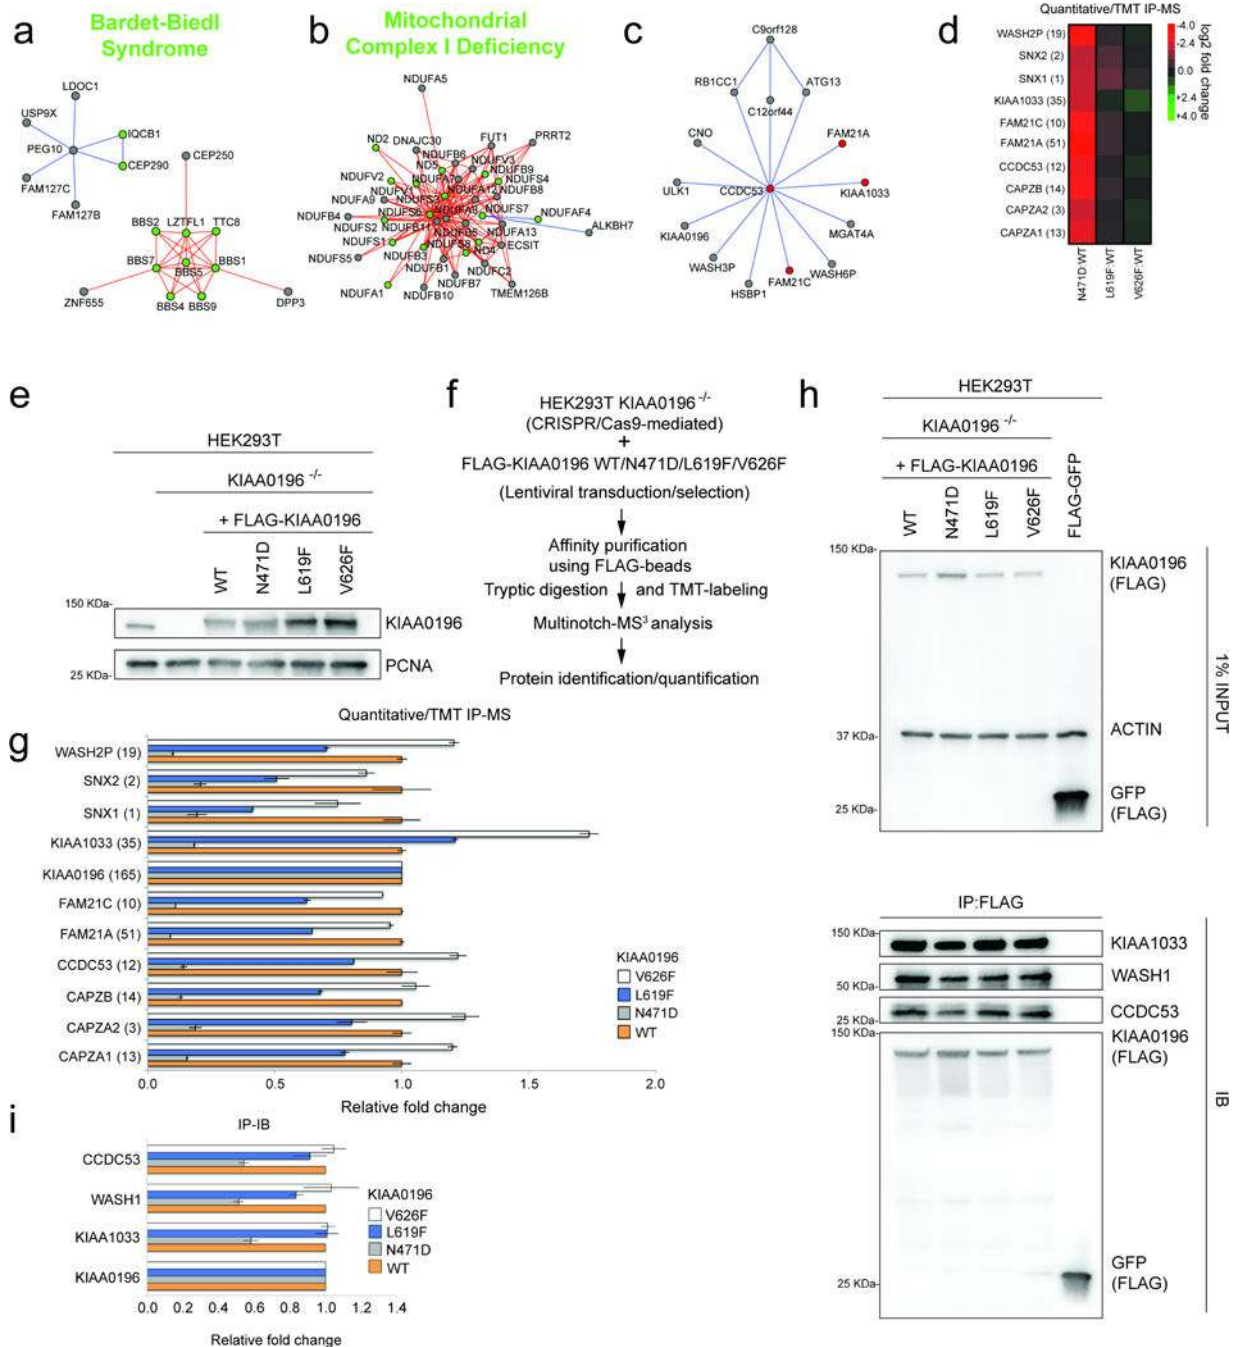 a
Bardet-Biedl
Syndrome
LDOC1
USP9X
IQCB1
PEG10
CEP290
CEP250
FAM127C
FAM127B
BBS2
LZTFL1
TTC8
BBS7
BBS5
BBS1
ZNF655
BBS4
BBS9
DPP3
b
Mitochondrial
Complex I Deficiency
NDUFA5
ND2
DNAJC30
FUT1
PRRT2
NDUFB6
NDUFV3
NDUFV2
ND5
NDUFB9
NDUFA7
NDUFS4
NDUFV1
NDUFA12
NDUFB8
NDUFA9
NDUFS3
NDUFB4
NDUFS6
NDUFA8
NDUFS7
NDUFAF4
NDUFS2
NDUFB11
NDUFA13
ALKBH7
NDUFS1
NDUFS8
ND4
ECSIT
NDUFS5
NDUFB3
NDUFB1
NDUFC2
NDUFA1
NDUFB7
TMEM126B
NDUFB10
c
C9orf128
RB1CC1
ATG13
C12orf44
CNO
FAM21A
ULK1
CCDC53
KIAA1033
KIAA0196
MGAT4A
WASH3P
WASH6P
HSBP1
FAM21C
d
Quantitative/TMT IP-MS
WASH2P (19)
SNX2 (2)
SNX1 (1)
KIAA1033 (35)
FAM21C (10)
FAM21A (51)
CCDC53 (12)
CAPZB (14)
CAPZA2 (3)
CAPZA1 (13)
N471D:WT
L619F:WT
V626F:WT
-4.0
-2.4
0.0
+2.4
+4.0
log2 fold change
e
HEK293T
KIAA0196 -/-
+ FLAG-KIAA0196
WT
N471D
L619F
V626F
150 KDa-
KIAA0196
25 KDa-
PCNA
f
HEK293T KIAA0196 -/-
(CRISPR/Cas9-mediated)
+
FLAG-KIAA0196 WT/N471D/L619F/V626F
(Lentiviral transduction/selection)
Affinity purification
using FLAG-beads
Tryptic digestion and TMT-labeling
Multinotch-MS³ analysis
Protein identification/quantification
g
Quantitative/TMT IP-MS
WASH2P (19)
SNX2 (2)
SNX1 (1)
KIAA1033 (35)
KIAA0196 (165)
FAM21C (10)
FAM21A (51)
CCDC53 (12)
CAPZB (14)
CAPZA2 (3)
CAPZA1 (13)
0.0 0.5 1.0 1.5 2.0
Relative fold change
KIAA0196
V626F
L619F
N471D
WT
h
HEK293T
KIAA0196 -/-
+ FLAG-KIAA0196
WT
N471D
L619F
V626F
FLAG-GFP
150 KDa-
KIAA0196
(FLAG)
37 KDa-
ACTIN
25 KDa-
GFP
(FLAG)
1% INPUT
IP:FLAG
150 KDa-
KIAA1033
50 KDa-
WASH1
25 KDa-
CCDC53
150 KDa-
KIAA0196
(FLAG)
25 KDa-
GFP
(FLAG)
IB
i
IP-IB
CCDC53
WASH1
KIAA1033
KIAA0196
0.0 0.2 0.4 0.6 0.8 1.0 1.2 1.4
Relative fold change
KIAA0196
V626F
L619F
N471D
WT